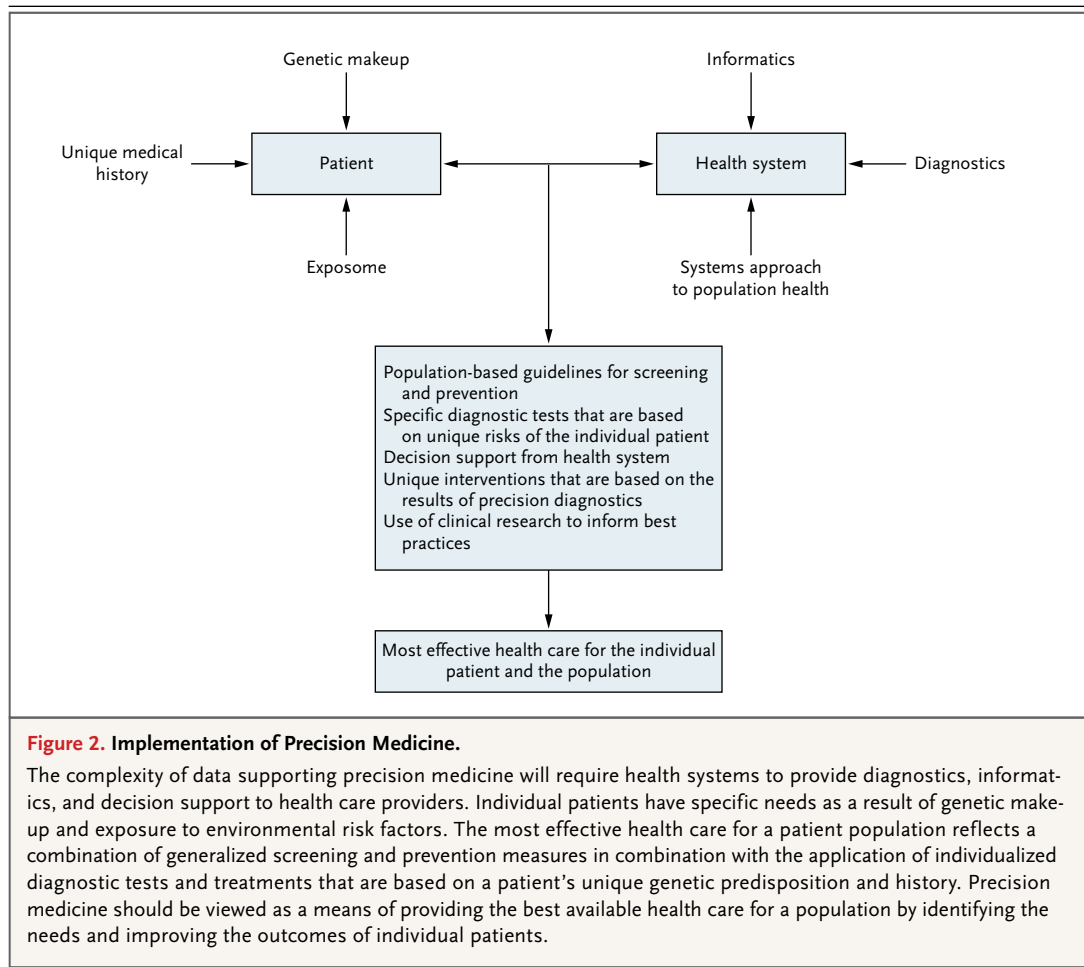 Genetic makeup
Informatics
Unique medical
history
Patient
Health system
Diagnostics
Exposome
Systems approach
to population health
Population-based guidelines for screening
and prevention
Specific diagnostic tests that are based
on unique risks of the individual patient
Decision support from health system
Unique interventions that are based on the
results of precision diagnostics
Use of clinical research to inform best
practices
Most effective health care for the individual
patient and the population
Figure 2. Implementation of Precision Medicine.
The complexity of data supporting precision medicine will require health systems to provide diagnostics, informat-
ics, and decision support to health care providers. Individual patients have specific needs as a result of genetic make-
up and exposure to environmental risk factors. The most effective health care for a patient population reflects a
combination of generalized screening and prevention measures in combination with the application of individualized
diagnostic tests and treatments that are based on a patient’s unique genetic predisposition and history. Precision
medicine should be viewed as a means of providing the best available health care for a population by identifying the
needs and improving the outcomes of individual patients.